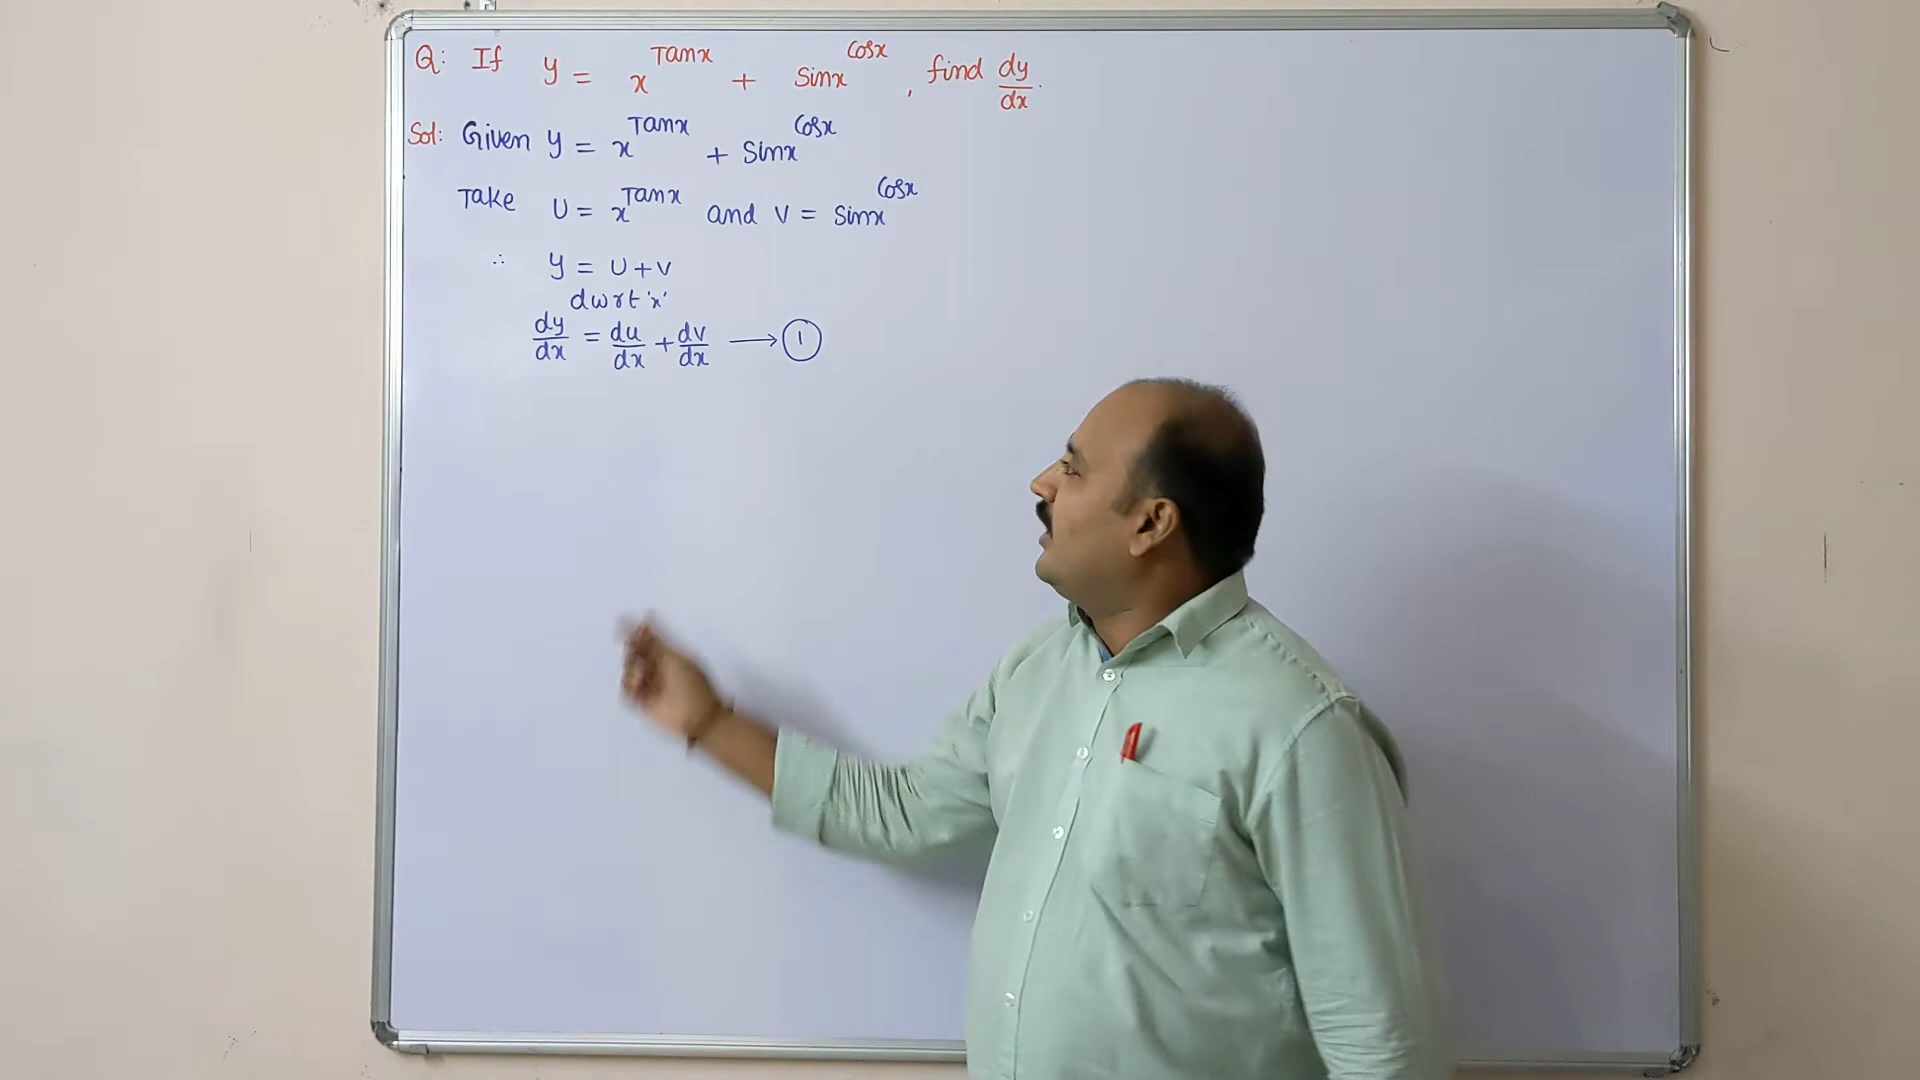 Q: If y = x^Tanx + Sinx^Cosx, find dy/dx.
Sol: Given y = x^Tanx + Sinx^Cosx
Take U = x^Tanx and V = Sinx^Cosx
∴ y = U + V
dwrt 'x'
dy/dx = du/dx + dv/dx ⟶ ①